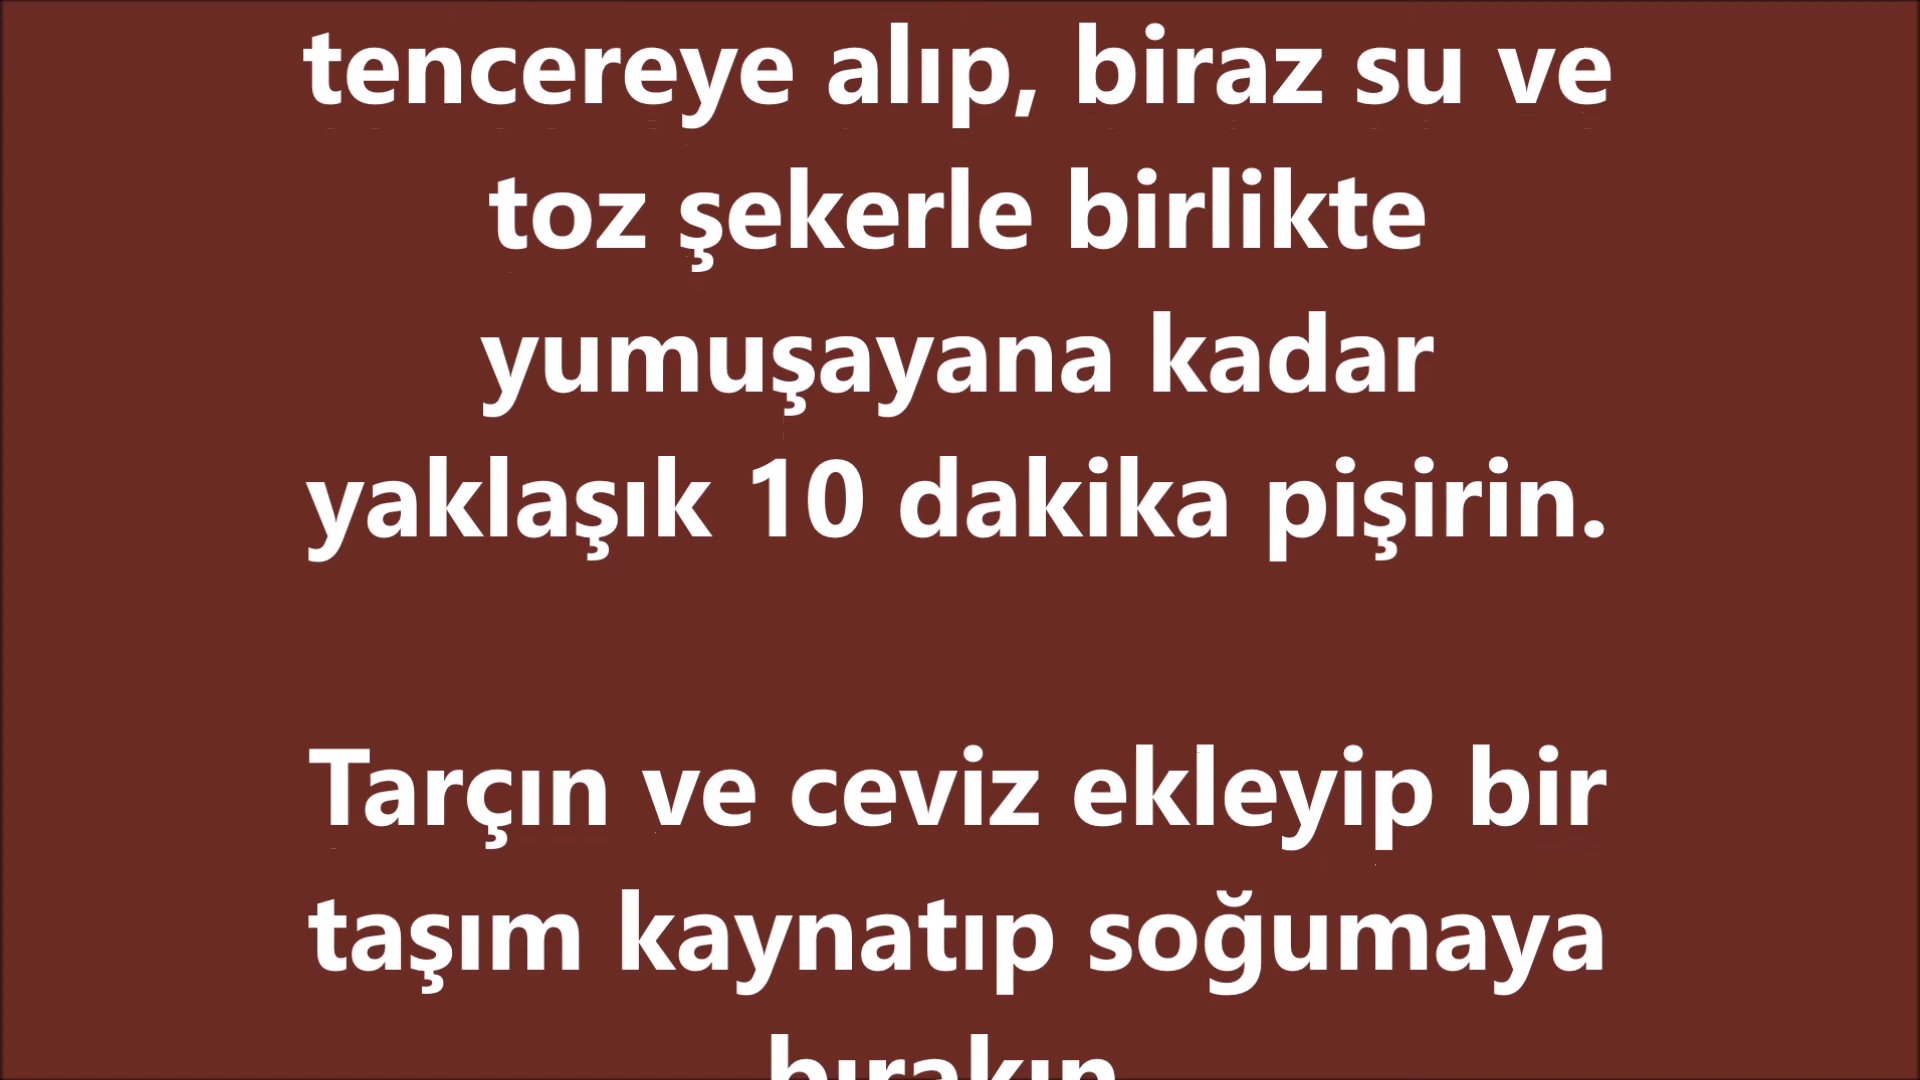 tencereye alıp, biraz su ve
toz şekerle birlikte
yumuşayana kadar
yaklaşık 10 dakika pişirin.
Tarçın ve ceviz ekleyip bir
taşım kaynatıp soğumaya
bırakın